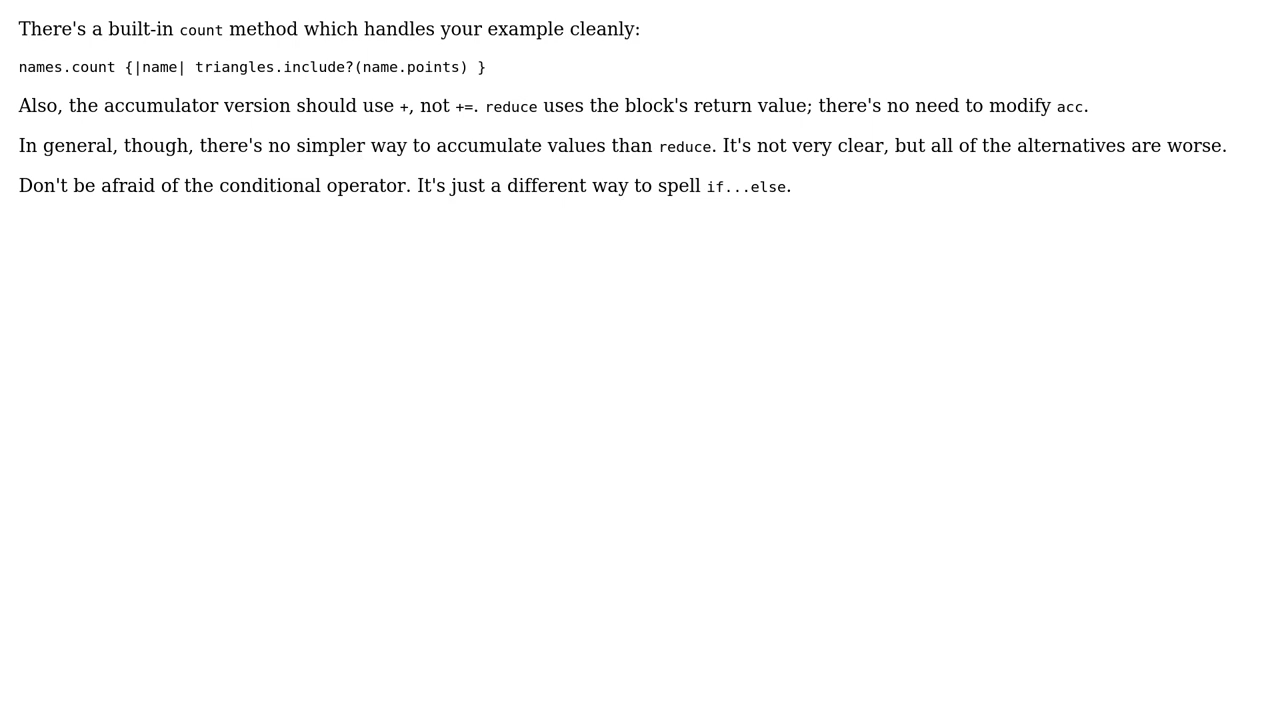 There's a built-in count method which handles your example cleanly:
names.count {|name| triangles.include?(name.points) }
Also, the accumulator version should use +, not +=. reduce uses the block's return value; there's no need to modify acc.
In general, though, there's no simpler way to accumulate values than reduce. It's not very clear, but all of the alternatives are worse.
Don't be afraid of the conditional operator. It's just a different way to spell if...else.